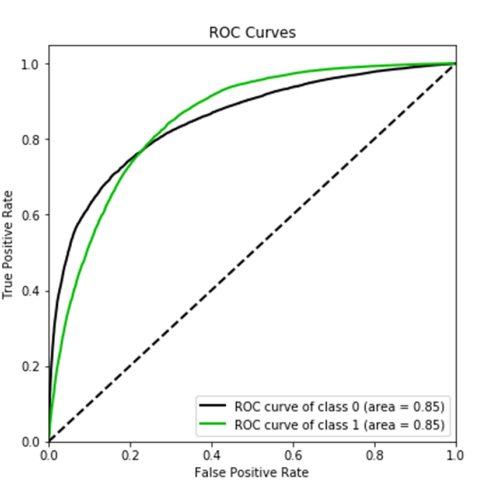 ROC Curves
True Positive Rate
1.0
0.8
0.6
0.4
0.2
0.0
0.0 0.2 0.4 0.6 0.8 1.0
False Positive Rate
ROC curve of class 0 (area = 0.85)
ROC curve of class 1 (area = 0.85)